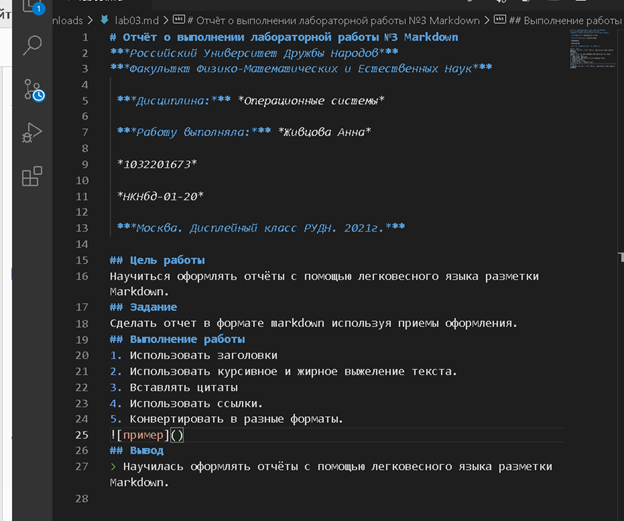 йт
1
nloads > lab03.md > # Отчёт о выполнении лабораторной работы №3 Markdown > ## Выполнение работы
1 # Отчёт о выполнении лабораторной работы №3 Markdown
2 ***Российский Университет Дружбы Народов***
3 ***Факульткт Физико-Математических и Естественных Наук***
4
5 ***Дисциплина:*** *Операционные системы*
6
7 ***Работу выполняла:*** *Живцова Анна*
8
9 *1032201673*
10
11 *НКНбд-01-20*
12
13 ***Москва. Дисплейный класс РУДН. 2021г.***
14
15 ## Цель работы
16 Научиться оформлять отчёты с помощью легковесного языка разметки
Markdown.
17 ## Задание
18 Сделать отчет в формате markdown используя приемы оформления.
19 ## Выполнение работы
20 1. Использовать заголовки
21 2. Использовать курсивное и жирное выжеление текста.
22 3. Вставлять цитаты
23 4. Использовать ссылки.
24 5. Конвертировать в разные форматы.
25 ![пример]()
26 ## Вывод
27 > Научилась оформлять отчёты с помощью легковесного языка разметки
Markdown.
28